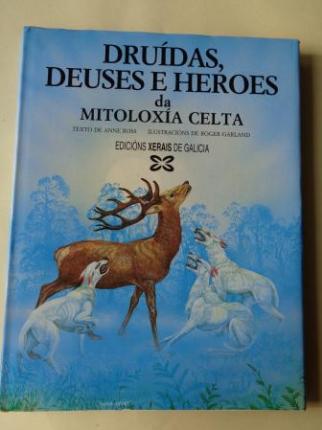 DRUÍDAS,
DEUSES E HEROES
da
MITOLOXÍA CELTA
TEXTO DE ANNE ROSS ILUSTRACIÓNS DE ROGER GARLAND
EDICIÓNS XERAIS DE GALICIA